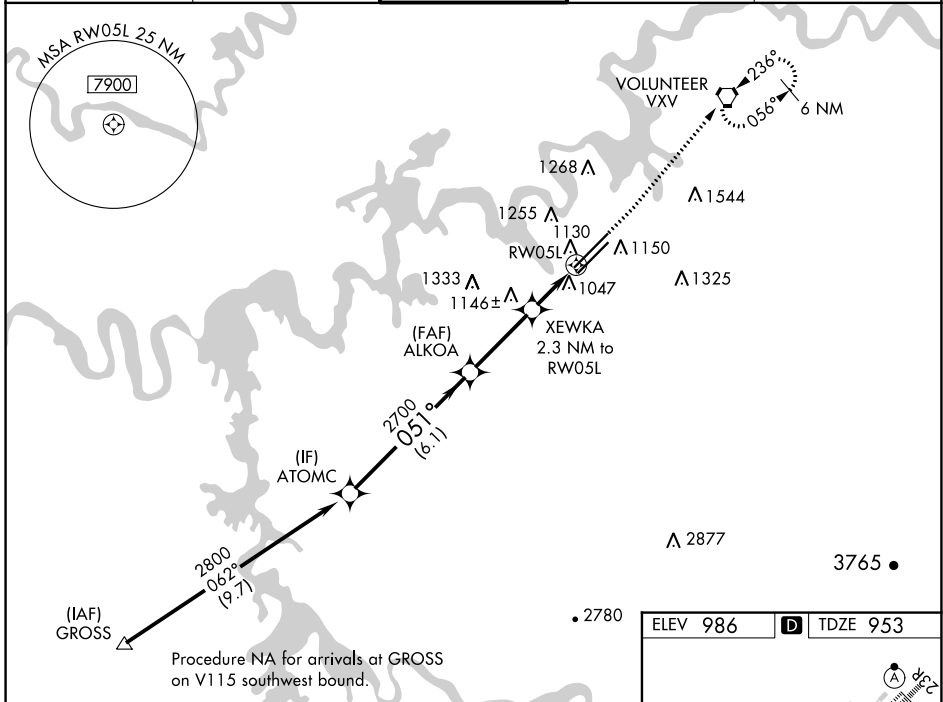 MSA RW05L 25 NM
7900
VOLUNTEER
VXV
236°
056°
6 NM
1268
1544
1255
1130
RW05L
1150
1333
1146±
1047
1325
(FAF)
ALKOA
XEWKA
2.3 NM to
RW05L
2700
051°
(6.1)
(IF)
ATOMC
2800
062°
(9.7)
2877
3765
(IAF)
GROSS
2780
Procedure NA for arrivals at GROSS
on V115 southwest bound.
ELEV 986 D TDZE 953
A
23R